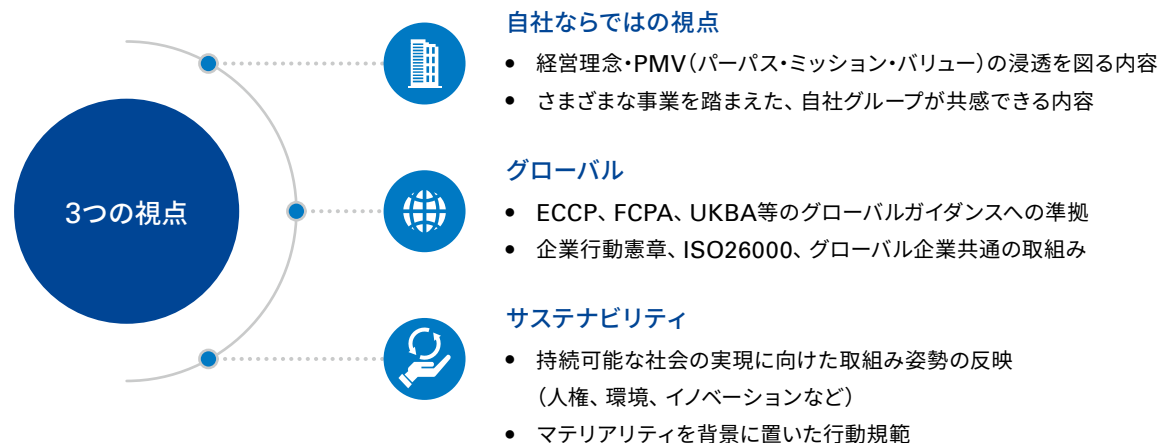 3つの視点
自社ならではの視点
• 経営理念・PMV（パーパス・ミッション・バリュー）の浸透を図る内容
• さまざまな事業を踏まえた、自社グループが共感できる内容
グローバル
• ECCP、FCPA、UKBA等のグローバルガイダンスへの準拠
• 企業行動憲章、ISO26000、グローバル企業共通の取組み
サステナビリティ
• 持続可能な社会の実現に向けた取組み姿勢の反映
（人権、環境、イノベーションなど）
• マテリアリティを背景に置いた行動規範